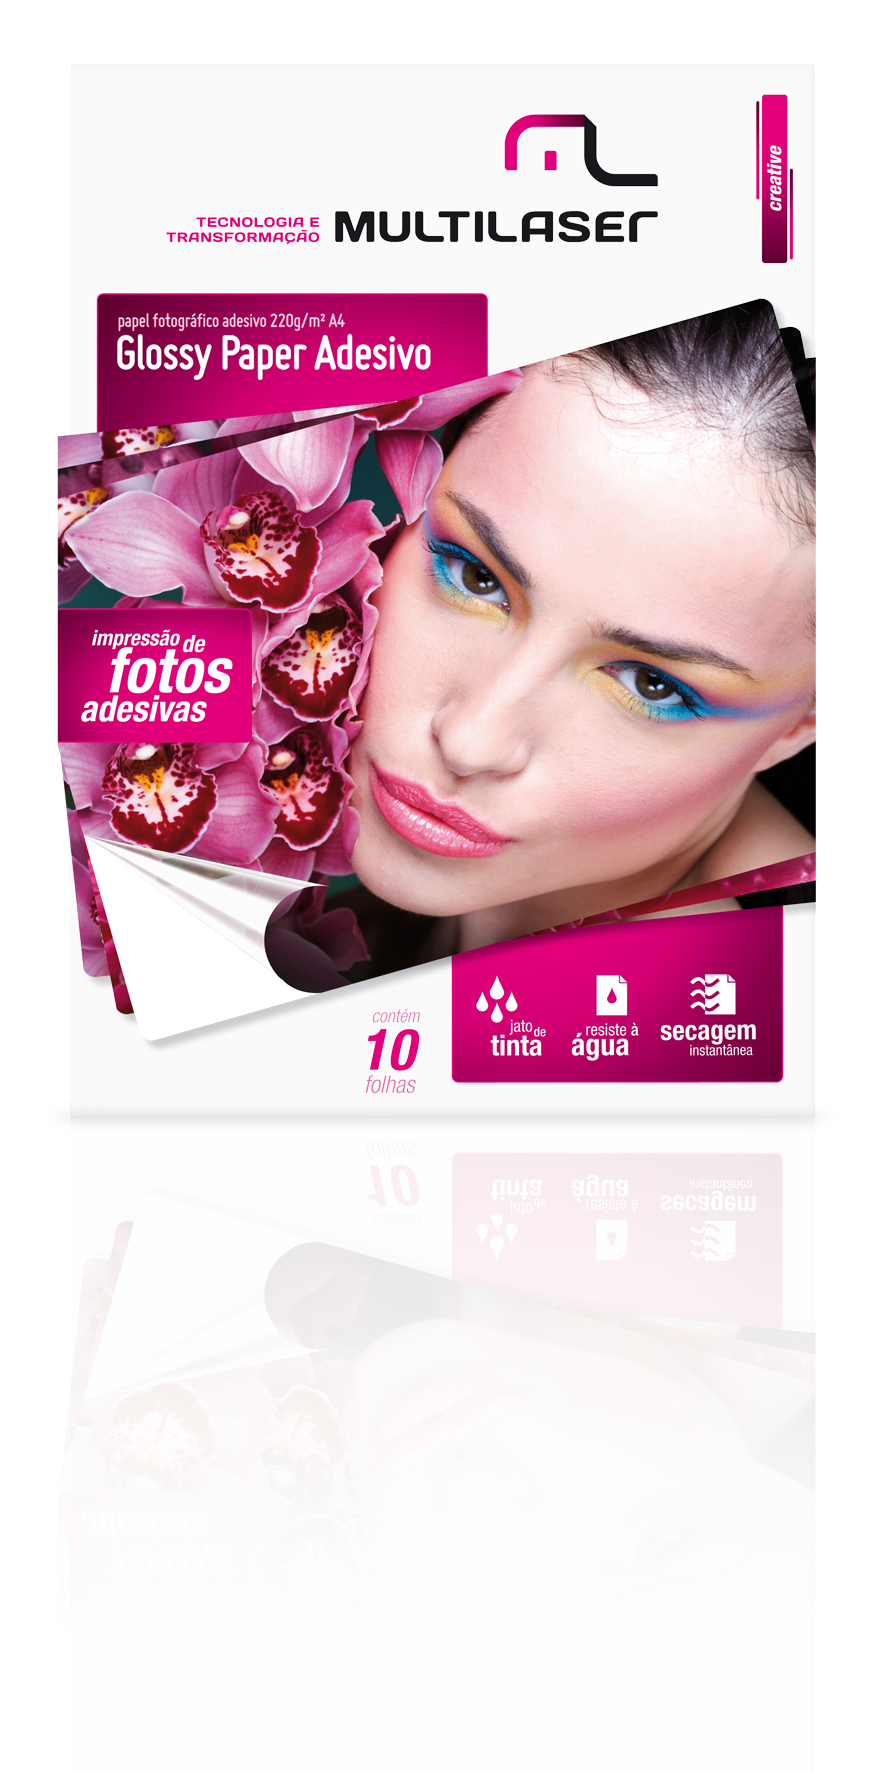 TECNOLOGIA E
TRANSFORMAÇÃO
MULTILASER
creative
papel fotográfico adesivo 220g/m² A4
Glossy Paper Adesivo
impressão de
fotos
adesivas
contém
10
folhas
jato de
tinta
resiste à
água
secagem
instantânea